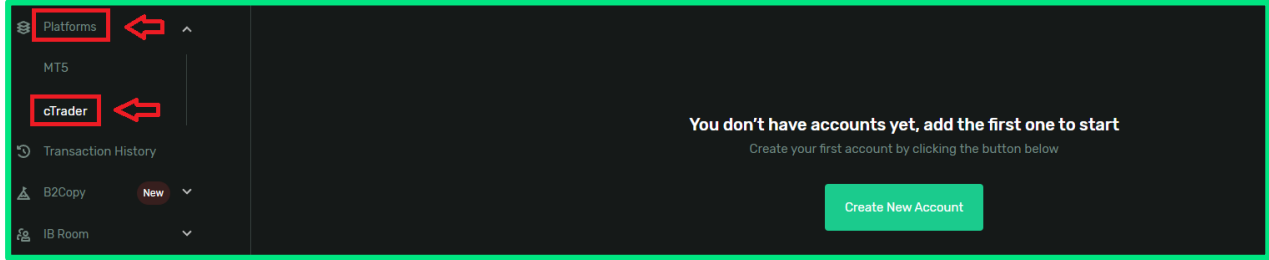 Platforms
MT5
cTrader
Transaction History
B2Copy New
IB Room
You don’t have accounts yet, add the first one to start
Create your first account by clicking the button below
Create New Account